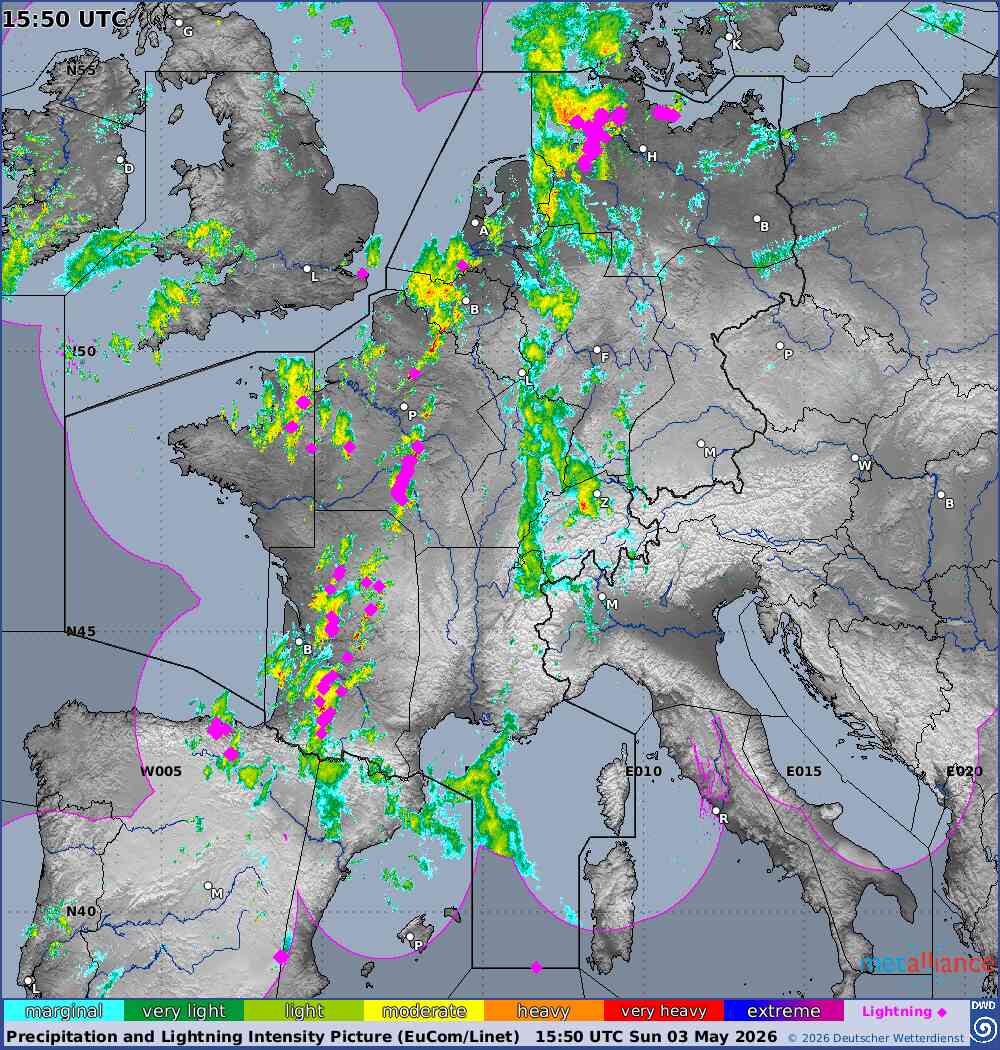 15:50 UTC
G
K
N55
D
H
A
B
L
B
N50
F
P
L
P
M
W
Z
B
M
N45
B
W005
E010
E015
E020
R
M
N40
P
L
metalliance
marginal very light light moderate heavy very heavy extreme Lightning
DWD
Precipitation and Lightning Intensity Picture (EuCom/Linet) 15:50 UTC Sun 03 May 2026 © 2026 Deutscher Wetterdienst